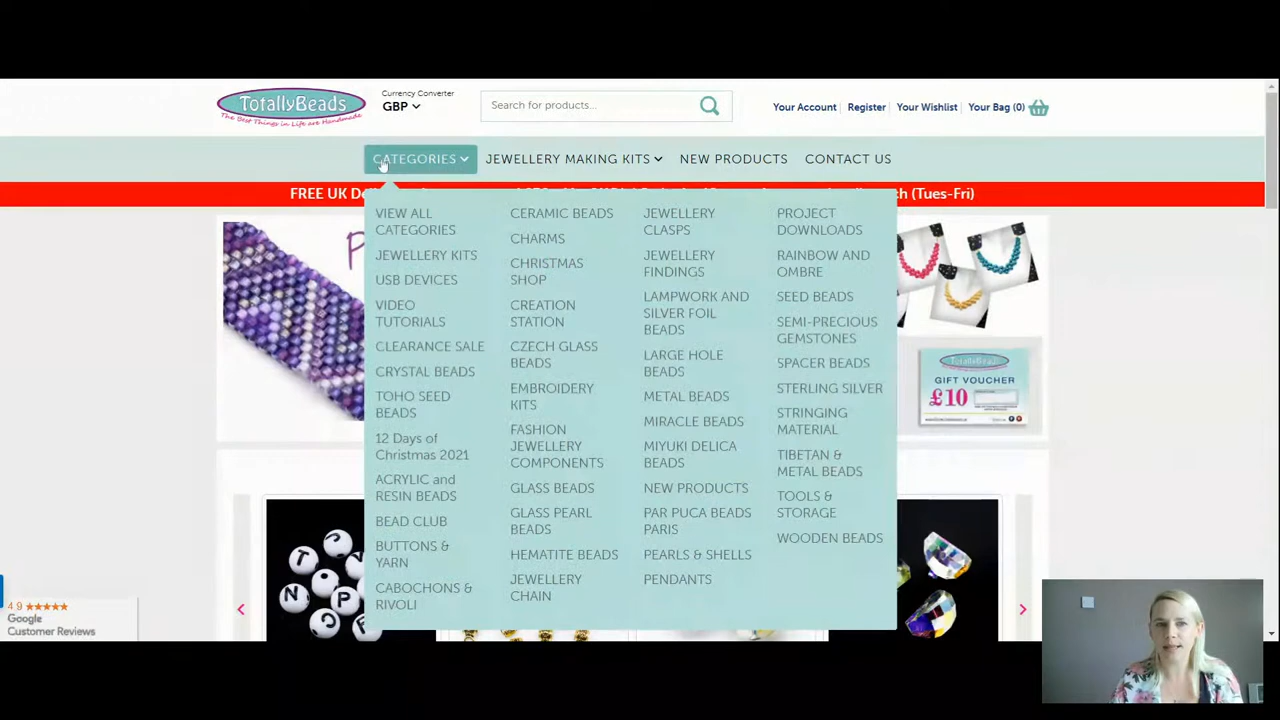 TotallyBeads
The Best Things in Life are Handmade
Currency Converter
GBP
Search for products...
Your Account
Register
Your Wishlist
Your Bag (0)
CATEGORIES
JEWELLERY MAKING KITS
NEW PRODUCTS
CONTACT US
FREE UK De
(Tues-Fri)
VIEW ALL
CATEGORIES
JEWELLERY KITS
USB DEVICES
VIDEO
TUTORIALS
CLEARANCE SALE
CRYSTAL BEADS
TOHO SEED
BEADS
12 Days of
Christmas 2021
ACRYLIC and
RESIN BEADS
BEAD CLUB
BUTTONS &
YARN
CABOCHONS &
RIVOLI
CERAMIC BEADS
CHARMS
CHRISTMAS
SHOP
CREATION
STATION
CZECH GLASS
BEADS
EMBROIDERY
KITS
FASHION
JEWELLERY
COMPONENTS
GLASS BEADS
GLASS PEARL
BEADS
HEMATITE BEADS
JEWELLERY
CHAIN
JEWELLERY
CLASPS
JEWELLERY
FINDINGS
LAMPWORK AND
SILVER FOIL
BEADS
LARGE HOLE
BEADS
METAL BEADS
MIRACLE BEADS
MIYUKI DELICA
BEADS
NEW PRODUCTS
PAR PUCA BEADS
PARIS
PEARLS & SHELLS
PENDANTS
PROJECT
DOWNLOADS
RAINBOW AND
OMBRE
SEED BEADS
SEMI-PRECIOUS
GEMSTONES
SPACER BEADS
STERLING SILVER
STRINGING
MATERIAL
TIBETAN &
METAL BEADS
TOOLS &
STORAGE
WOODEN BEADS
P
TotallyBeads
GIFT VOUCHER
£10
T
N
P
4.9
Google
Customer Reviews